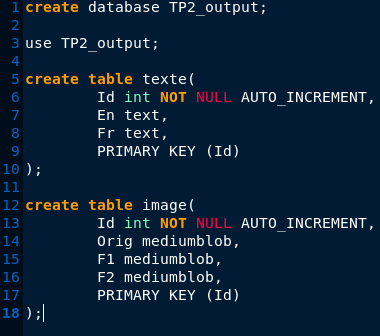 1 create database TP2_output;
2
3 use TP2_output;
4
5 create table texte(
6 Id int NOT NULL AUTO_INCREMENT,
7 En text,
8 Fr text,
9 PRIMARY KEY (Id)
10 );
11
12 create table image(
13 Id int NOT NULL AUTO_INCREMENT,
14 Orig mediumblob,
15 F1 mediumblob,
16 F2 mediumblob,
17 PRIMARY KEY (Id)
18 );